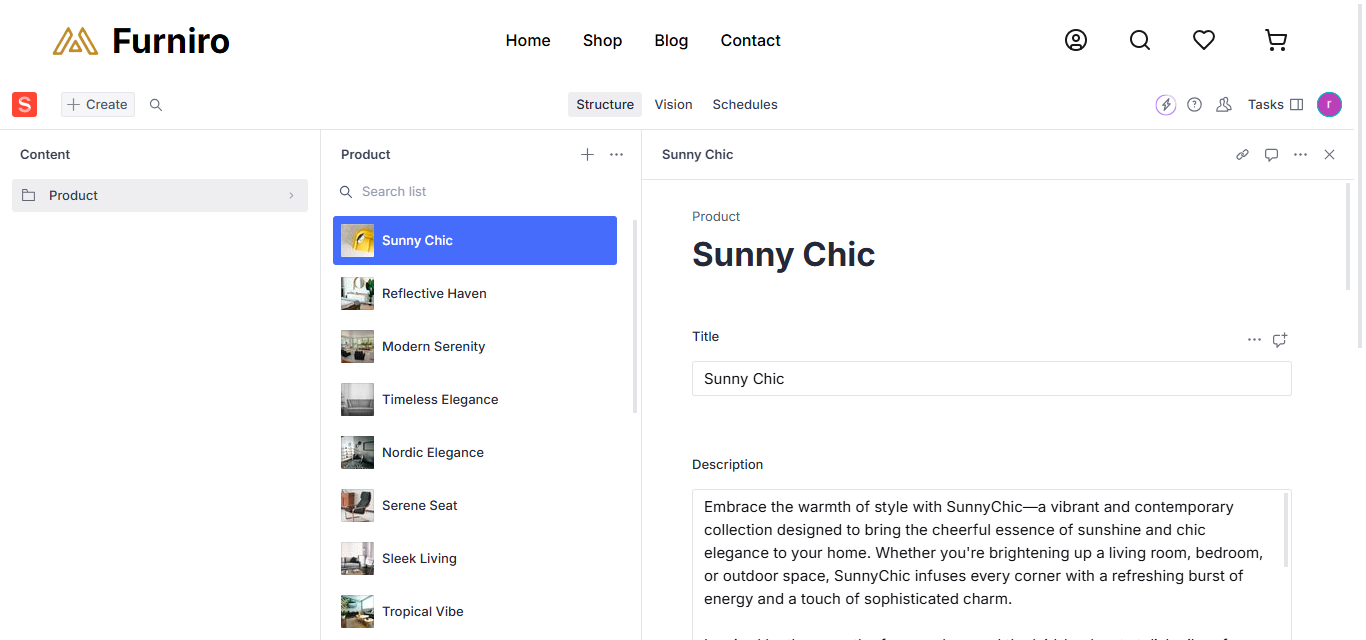 Furniro
Home Shop Blog Contact
S
Create
Structure Vision Schedules
Tasks
r
Content
Product
Product
Search list
Sunny Chic
Reflective Haven
Modern Serenity
Timeless Elegance
Nordic Elegance
Serene Seat
Sleek Living
Tropical Vibe
Sunny Chic
Product
Sunny Chic
Title
Sunny Chic
Description
Embrace the warmth of style with SunnyChic—a vibrant and contemporary
collection designed to bring the cheerful essence of sunshine and chic
elegance to your home. Whether you're brightening up a living room, bedroom,
or outdoor space, SunnyChic infuses every corner with a refreshing burst of
energy and a touch of sophisticated charm.